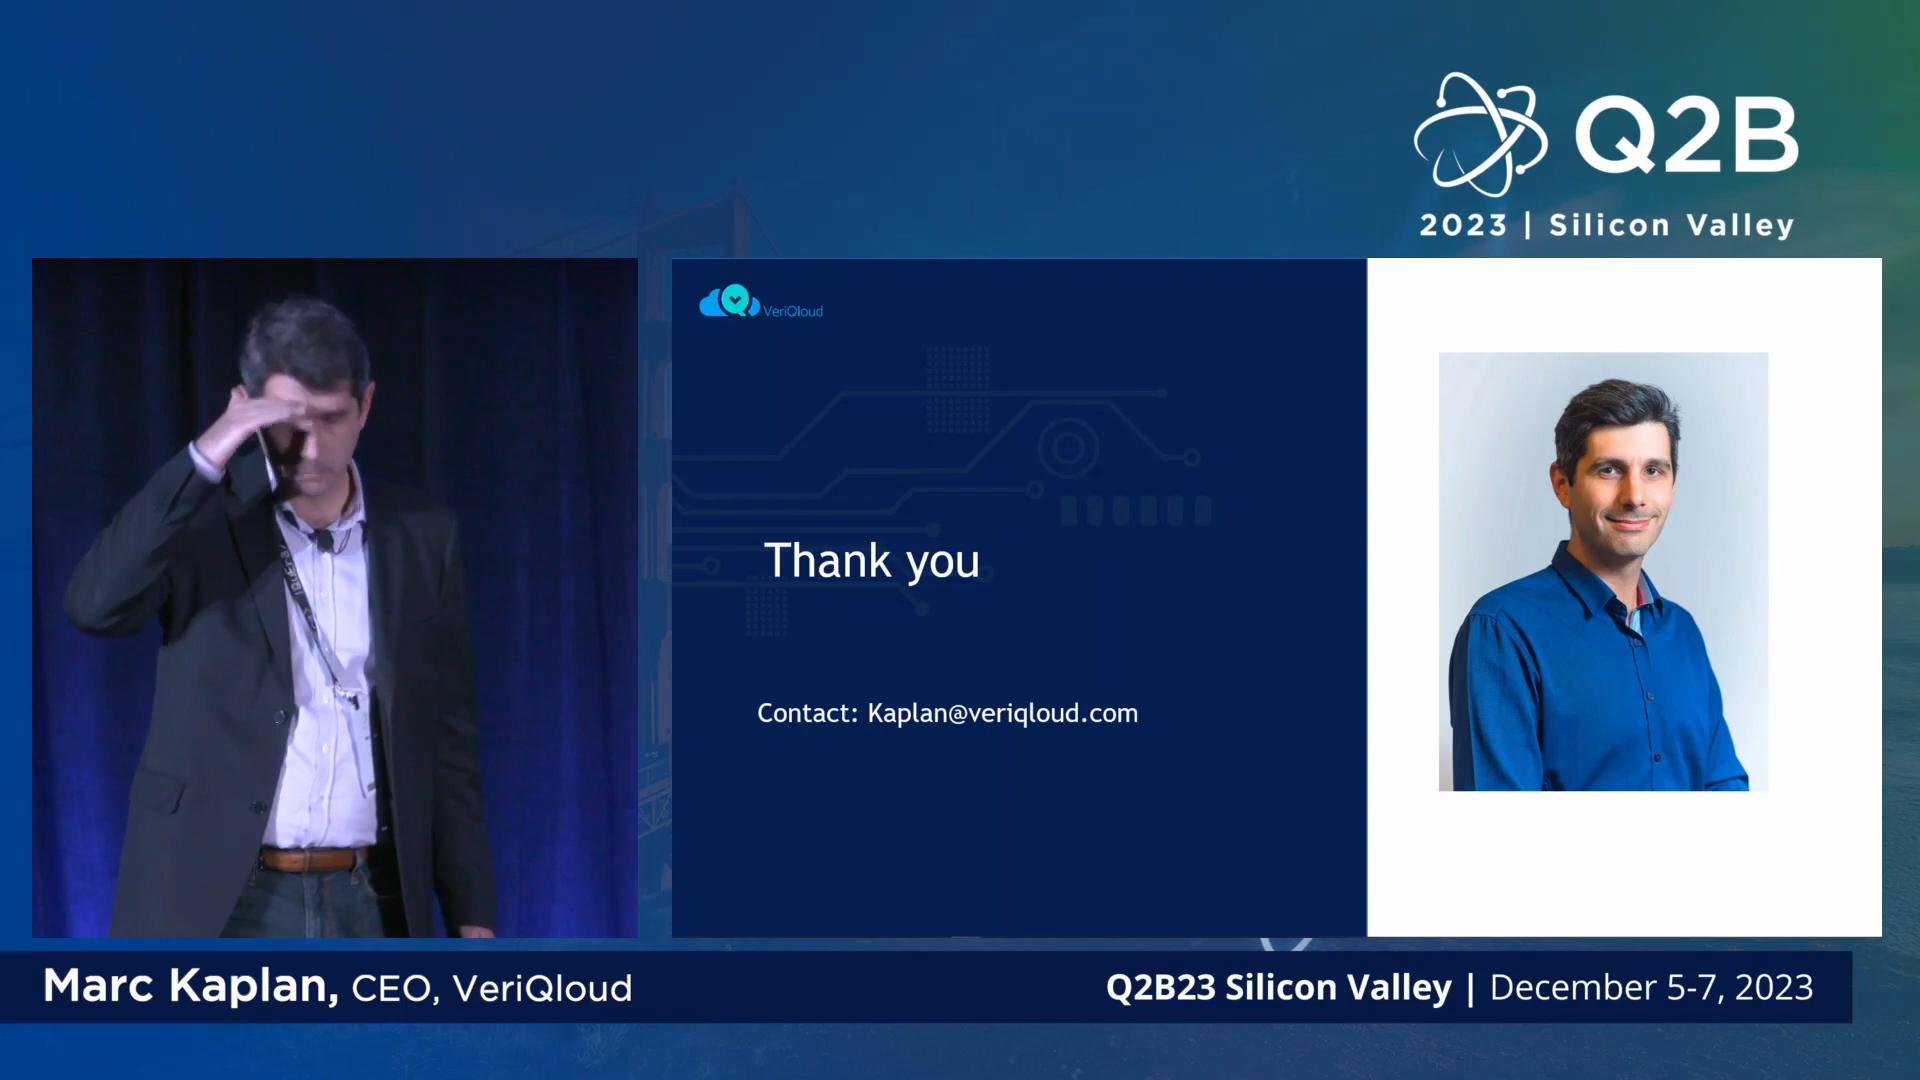 Q2B
2023 | Silicon Valley
VeriQloud
Thank you
Contact: Kaplan@veriqloud.com
Marc Kaplan, CEO, VeriQloud
Q2B23 Silicon Valley | December 5-7, 2023